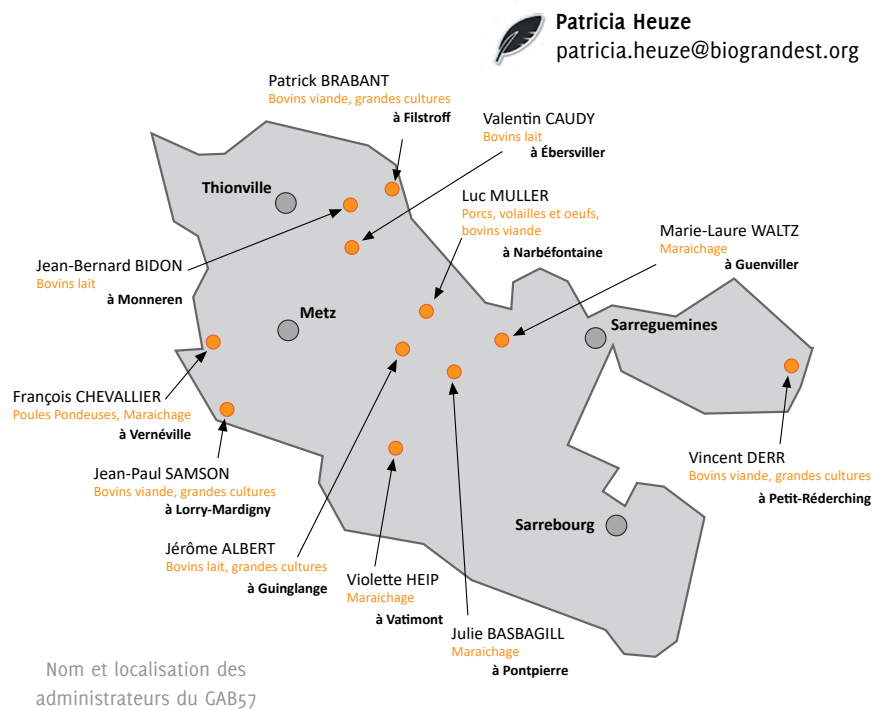 Patricia Heuze
patricia.heuze@biograndest.org
Patrick BRABANT
Bovins viande, grandes cultures
à Filstroff
Valentin CAUDY
Bovins lait
à Ébersviller
Thionville
Luc MULLER
Porcs, volailles et oeufs,
bovins viande
à Narbéfontaine
Marie-Laure WALTZ
Maraichage
à Guenviller
Jean-Bernard BIDON
Bovins lait
à Monneren
Metz
Sarreguemines
François CHEVALLIER
Poules Pondeuses, Maraichage
à Vernéville
Jean-Paul SAMSON
Bovins viande, grandes cultures
à Lorry-Mardigny
Vincent DERR
Bovins viande, grandes cultures
à Petit-Réderching
Sarrebourg
Jérôme ALBERT
Bovins lait, grandes cultures
à Guinglange
Violette HEIP
Maraichage
à Vatimont
Julie BASBAGILL
Maraichage
à Pontpierre
Nom et localisation des
administrateurs du GAB57